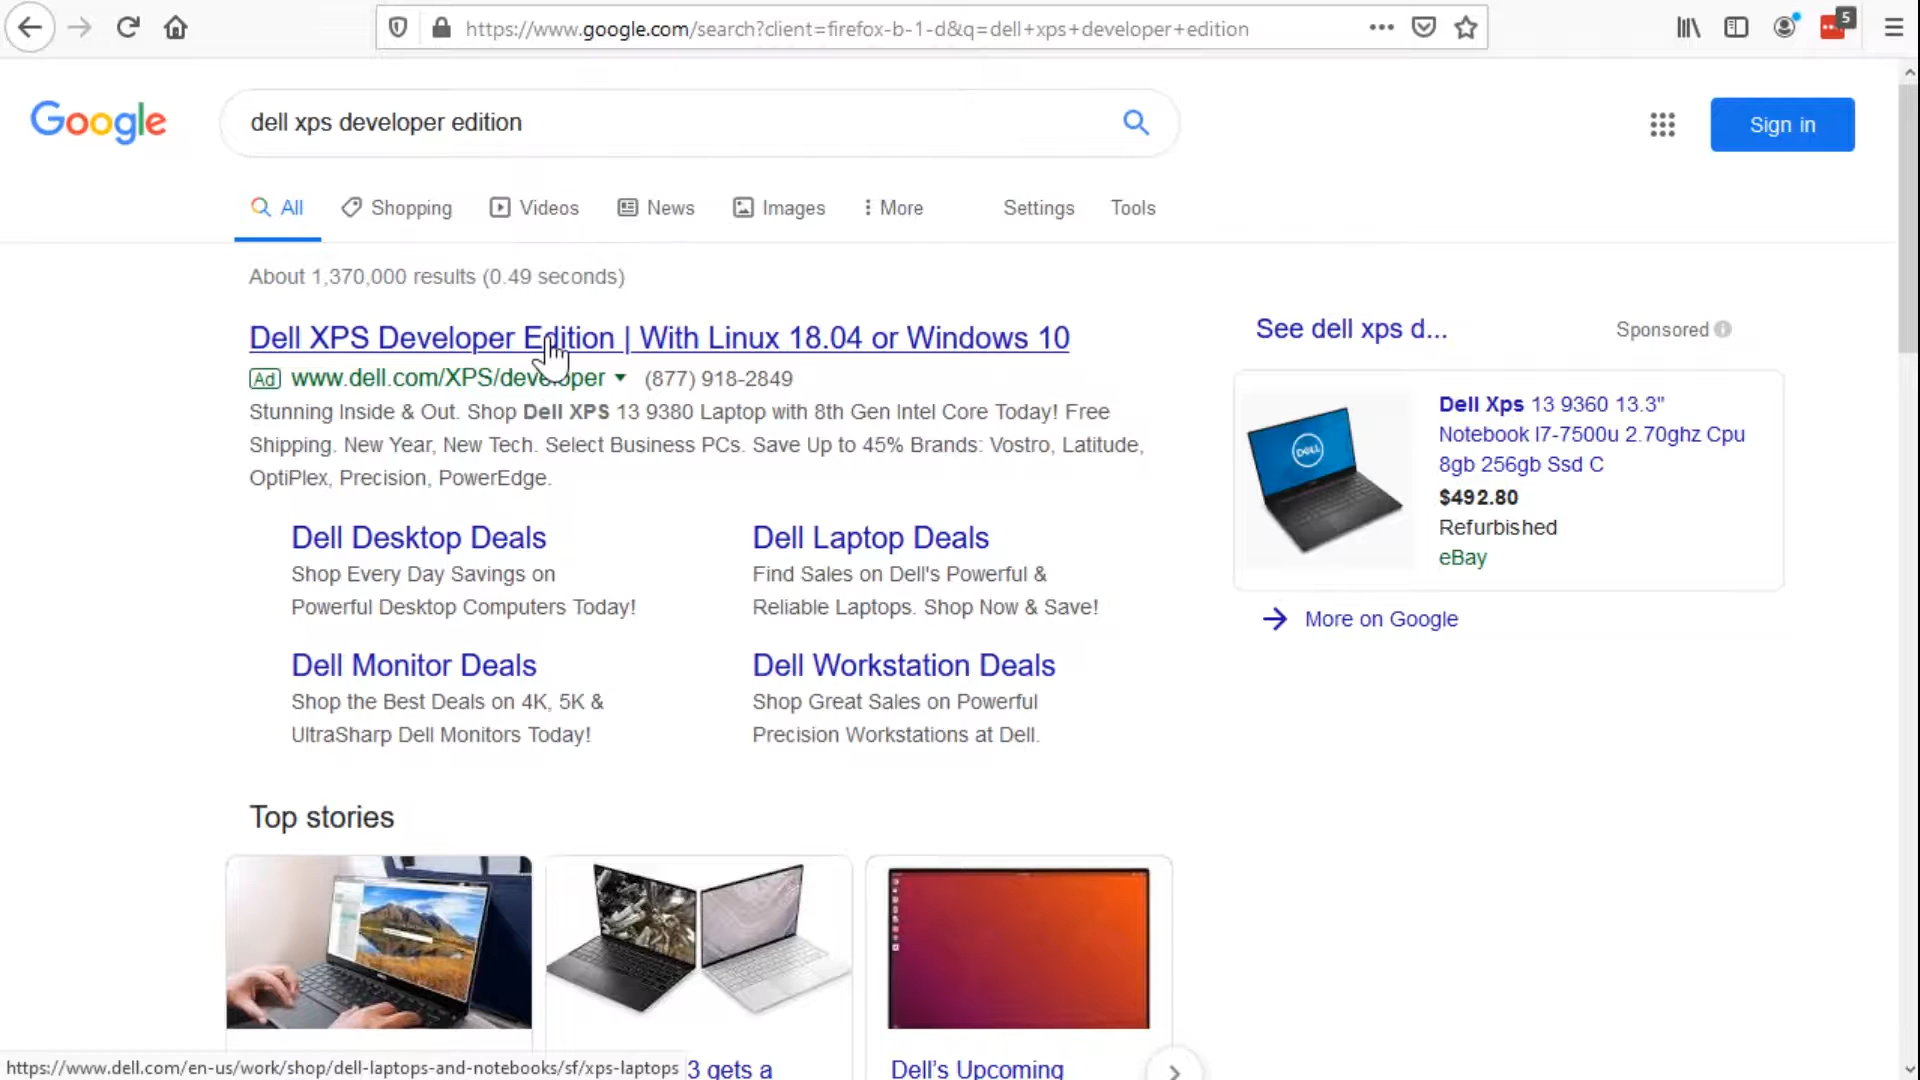 https://www.google.com/search?client=firefox-b-1-d&q=dell+xps+developer+edition
5
Google
dell xps developer edition
Sign in
All
Shopping
Videos
News
Images
More
Settings
Tools
About 1,370,000 results (0.49 seconds)
Dell XPS Developer Edition | With Linux 18.04 or Windows 10
Ad www.dell.com/XPS/developer (877) 918-2849
Stunning Inside & Out. Shop Dell XPS 13 9380 Laptop with 8th Gen Intel Core Today! Free
Shipping. New Year, New Tech. Select Business PCs. Save Up to 45% Brands: Vostro, Latitude,
OptiPlex, Precision, PowerEdge.
Dell Desktop Deals
Shop Every Day Savings on
Powerful Desktop Computers Today!
Dell Laptop Deals
Find Sales on Dell's Powerful &
Reliable Laptops. Shop Now & Save!
Dell Monitor Deals
Shop the Best Deals on 4K, 5K &
UltraSharp Dell Monitors Today!
Dell Workstation Deals
Shop Great Sales on Powerful
Precision Workstations at Dell.
See dell xps d...
Sponsored
DELL
Dell Xps 13 9360 13.3"
Notebook I7-7500u 2.70ghz Cpu
8gb 256gb Ssd C
$492.80
Refurbished
eBay
More on Google
Top stories
3 gets a
Dell's Upcoming
https://www.dell.com/en-us/work/shop/dell-laptops-and-notebooks/sf/xps-laptops